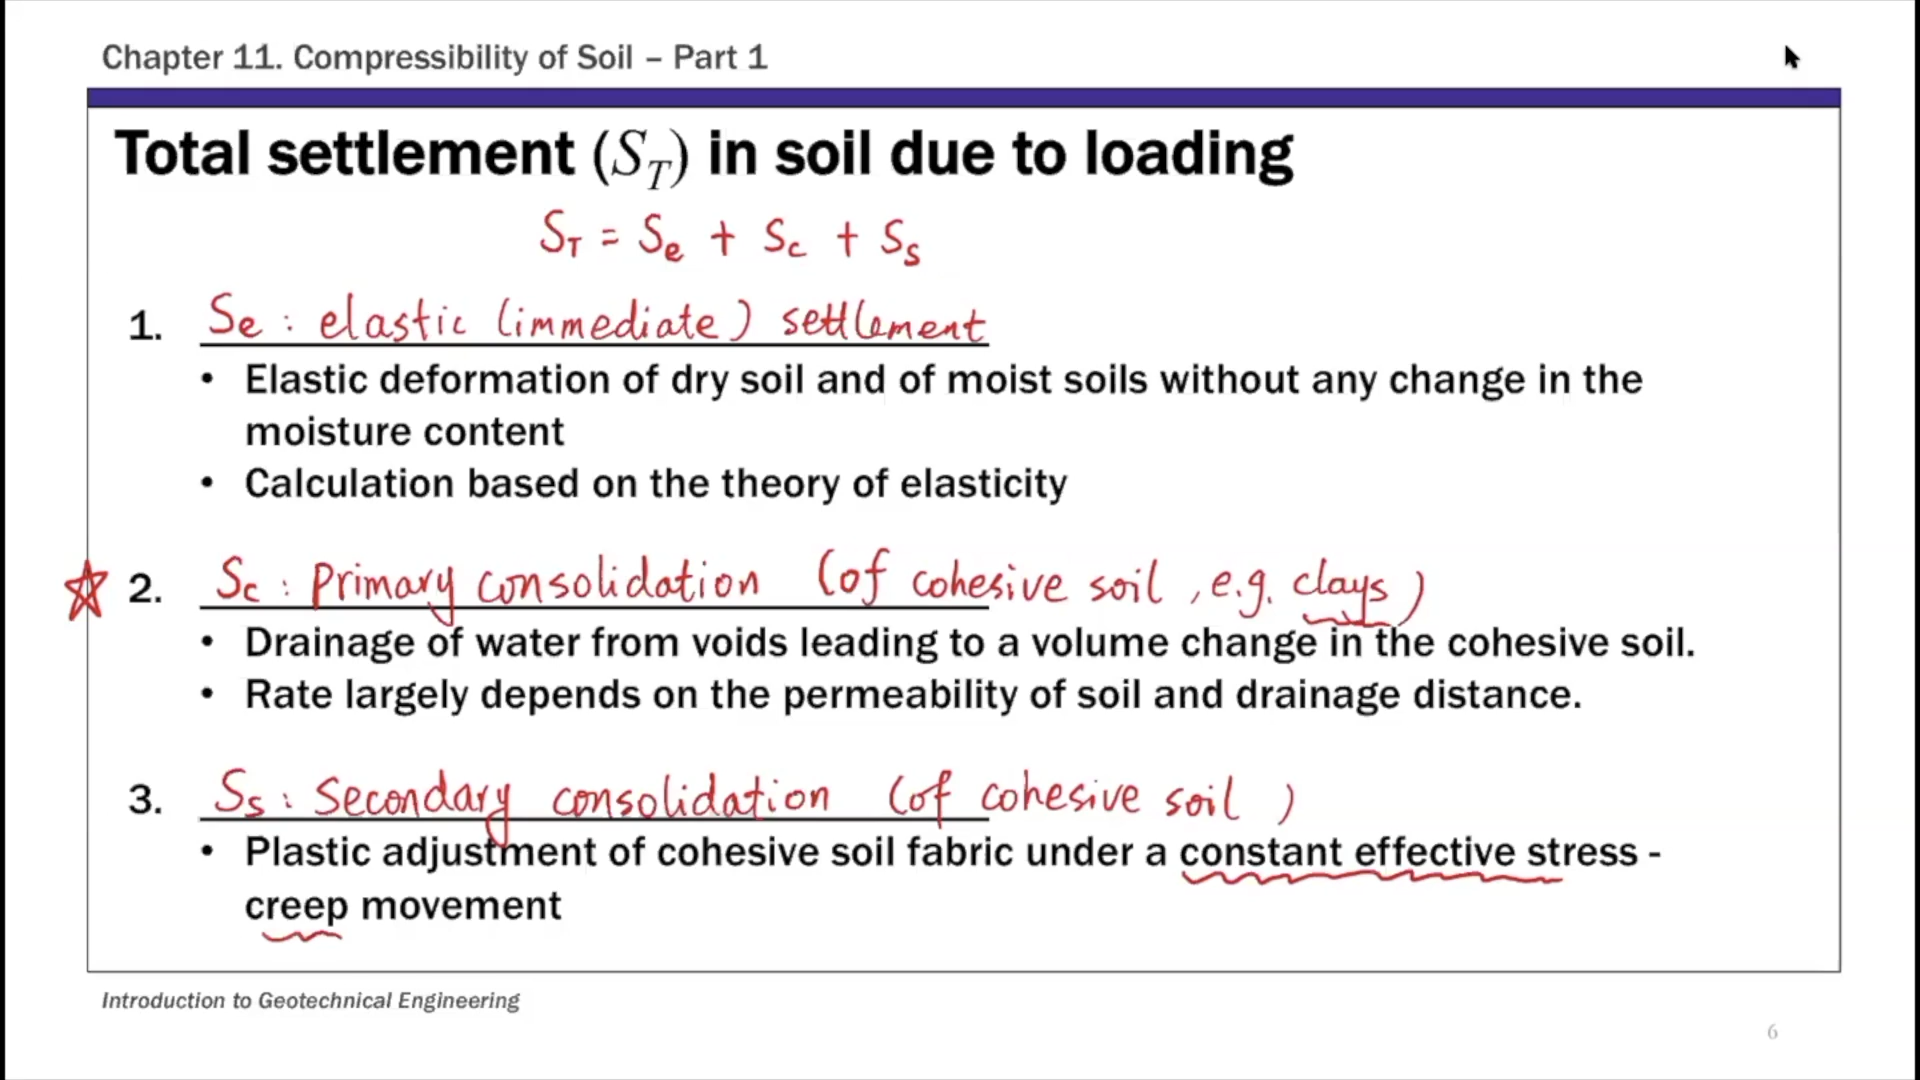 Chapter 11. Compressibility of Soil – Part 1
Total settlement (S_T) in soil due to loading
S_T = S_e + S_c + S_s
1. S_e : elastic (immediate) settlement
• Elastic deformation of dry soil and of moist soils without any change in the
moisture content
• Calculation based on the theory of elasticity
2. S_c : Primary consolidation (of cohesive soil, e.g. clays)
• Drainage of water from voids leading to a volume change in the cohesive soil.
• Rate largely depends on the permeability of soil and drainage distance.
3. S_s : Secondary consolidation (of cohesive soil)
• Plastic adjustment of cohesive soil fabric under a constant effective stress -
creep movement
Introduction to Geotechnical Engineering
6